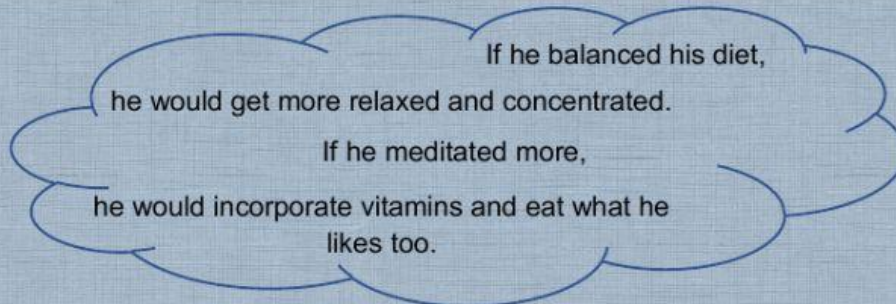 If he balanced his diet,
he would get more relaxed and concentrated.
If he meditated more,
he would incorporate vitamins and eat what he
likes too.